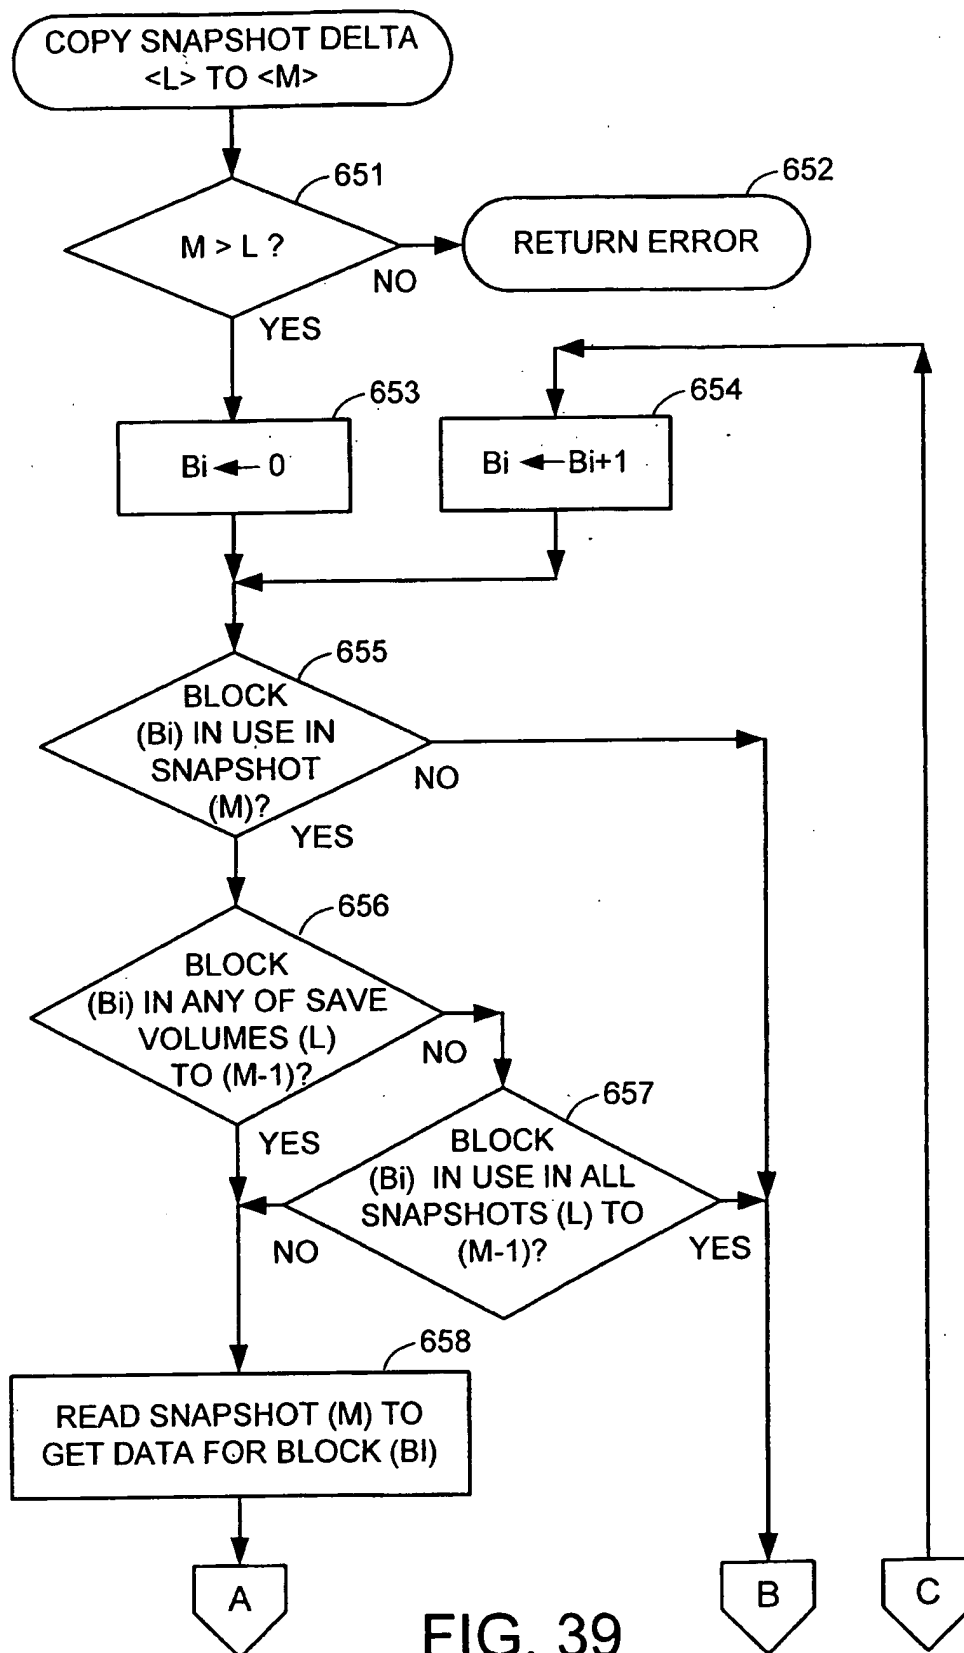 COPY SNAPSHOT DELTA
<L> TO <M>
651
M > L ?
NO
YES
652
RETURN ERROR
653
Bi ← 0
654
Bi ← Bi+1
655
BLOCK
(Bi) IN USE IN
SNAPSHOT
(M)?
NO
YES
656
BLOCK
(Bi) IN ANY OF SAVE
VOLUMES (L)
TO (M-1)?
NO
YES
657
BLOCK
(Bi) IN USE IN ALL
SNAPSHOTS (L) TO
(M-1)?
NO
YES
658
READ SNAPSHOT (M) TO
GET DATA FOR BLOCK (BI)
A
B
C
FIG. 39